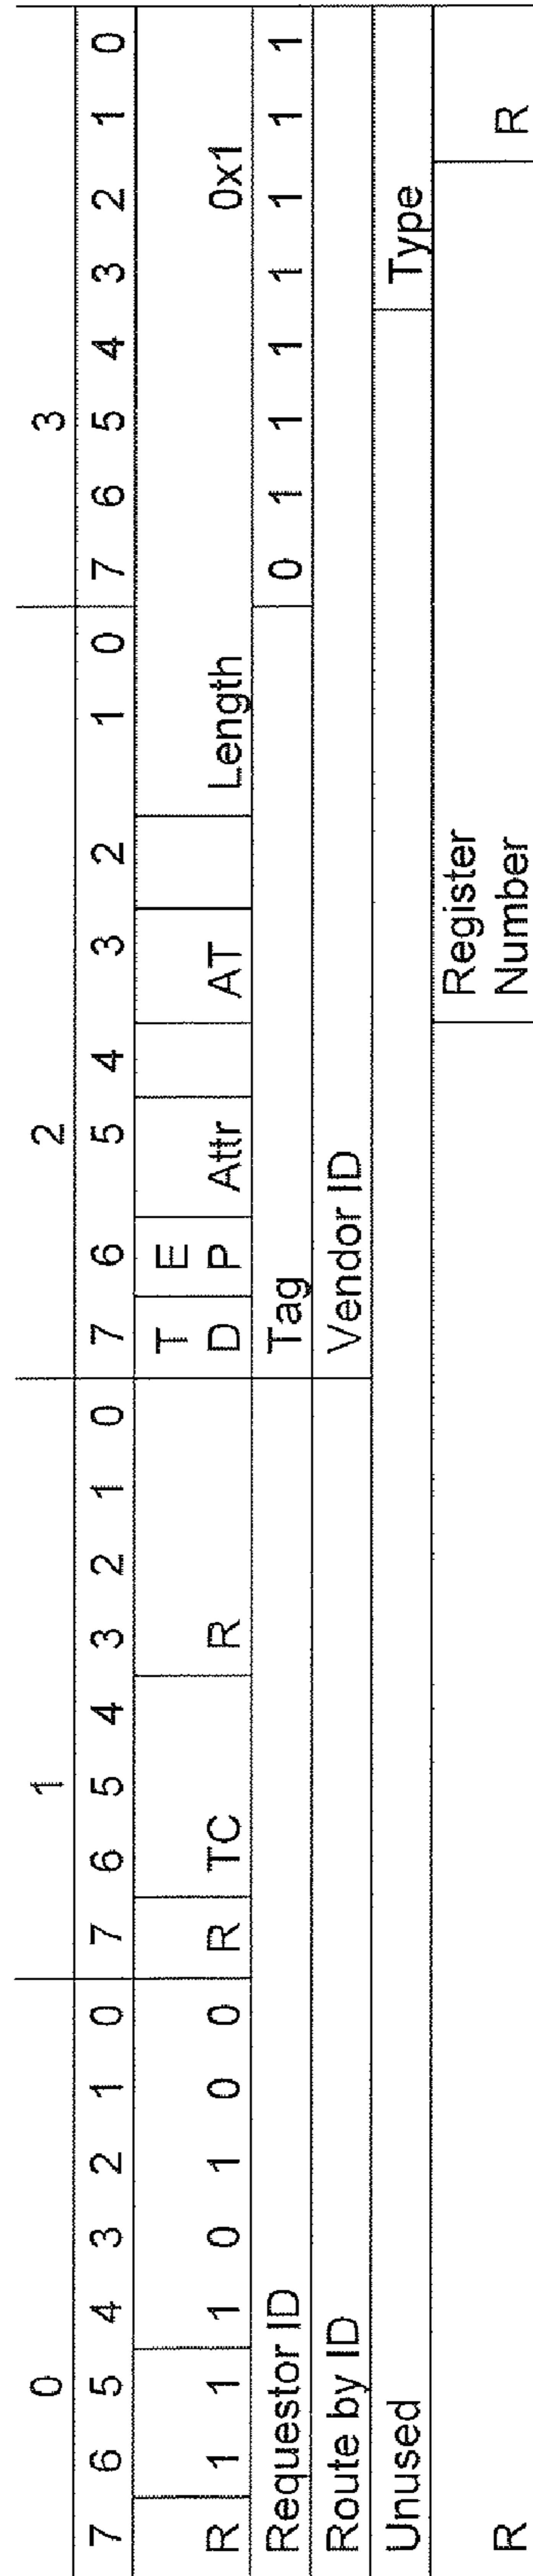 0 1 2 3
7 6 5 4 3 2 1 0 7 6 5 4 3 2 1 0 7 6 5 4 3 2 1 0 7 6 5 4 3 2 1 0
T E
R 1 1 1 0 1 0 0 R TC R D P Attr AT Length 0x1
Requestor ID Tag 0 1 1 1 1 1 1 1
Route by ID Vendor ID
Unused Type
Register
R Number R